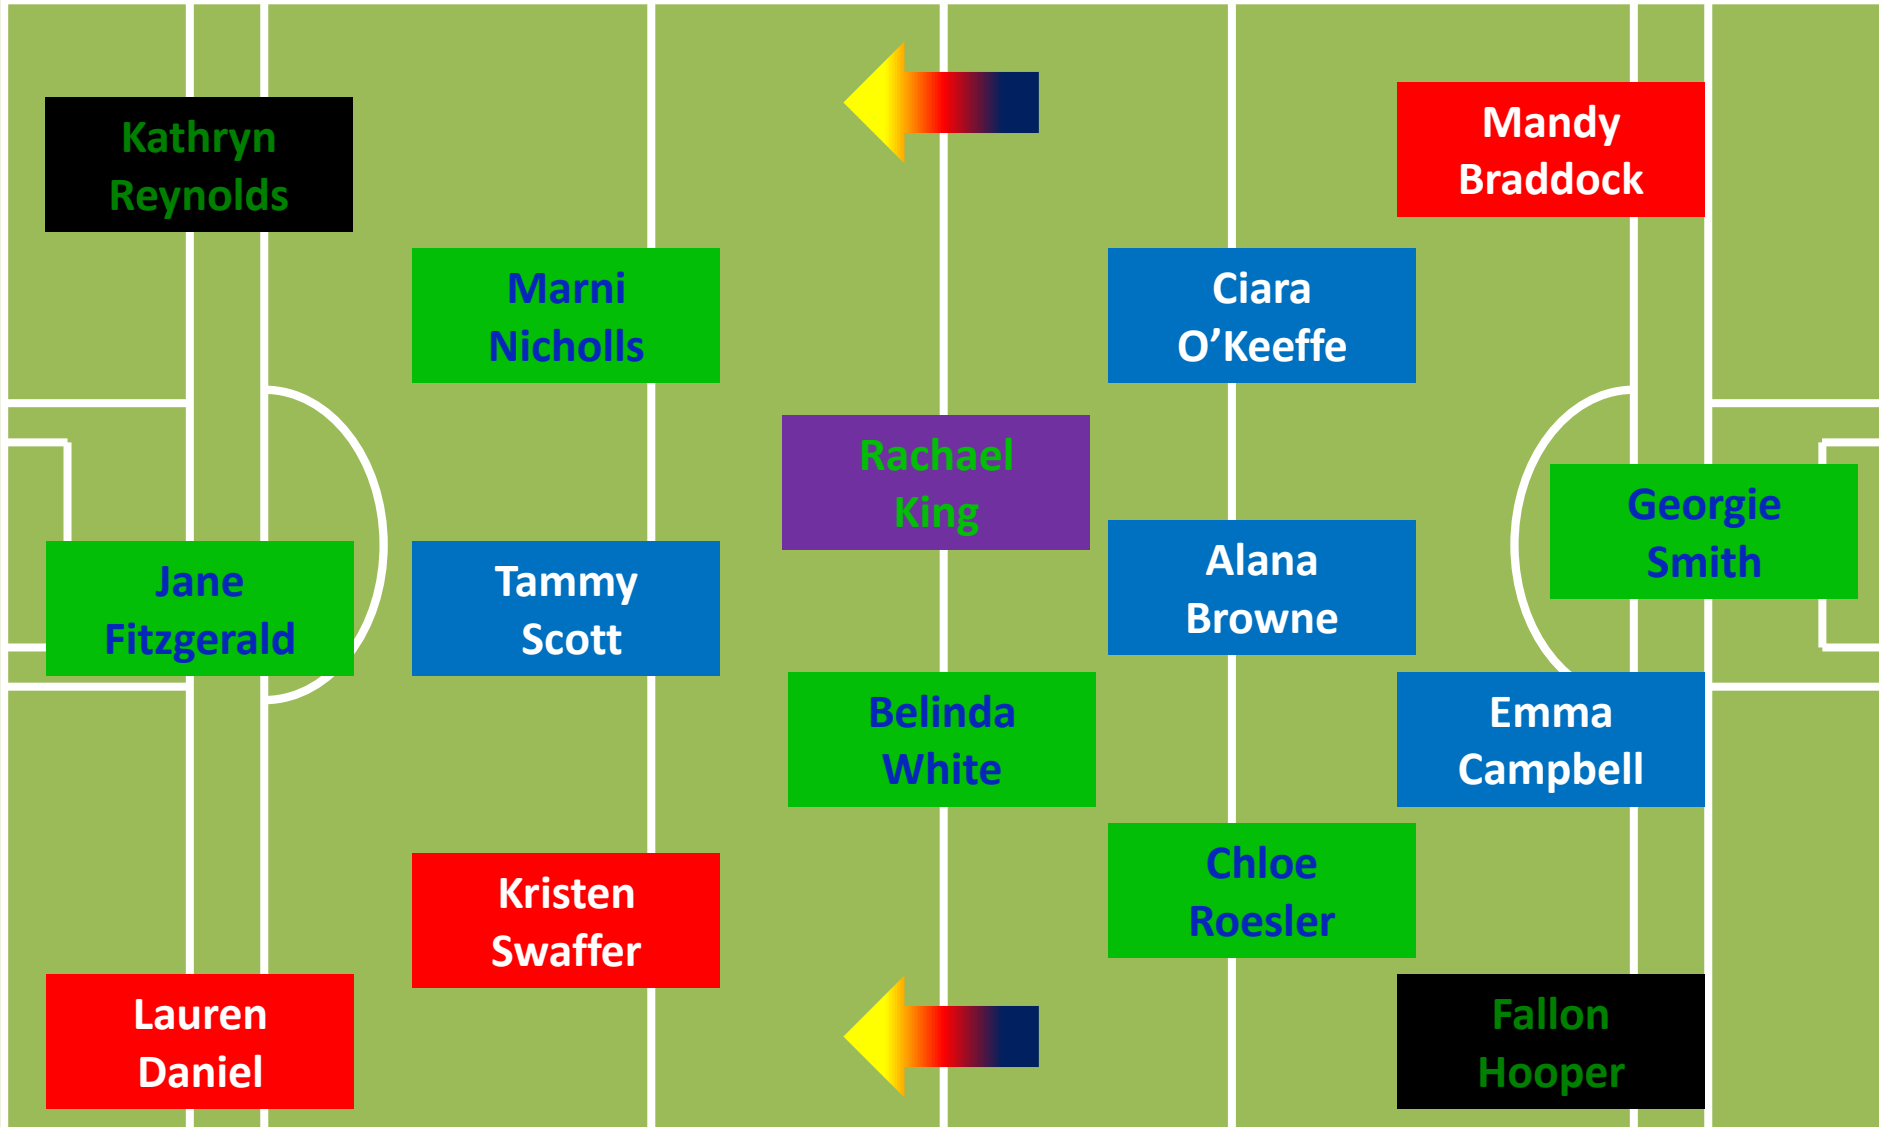 Kathryn
Reynolds
Mandy
Braddock
Marni
Nicholls
Ciara
O’Keeffe
Rachael
King
Georgie
Smith
Jane
Fitzgerald
Tammy
Scott
Alana
Browne
Belinda
White
Emma
Campbell
Kristen
Swaffer
Chloe
Roesler
Lauren
Daniel
Fallon
Hooper